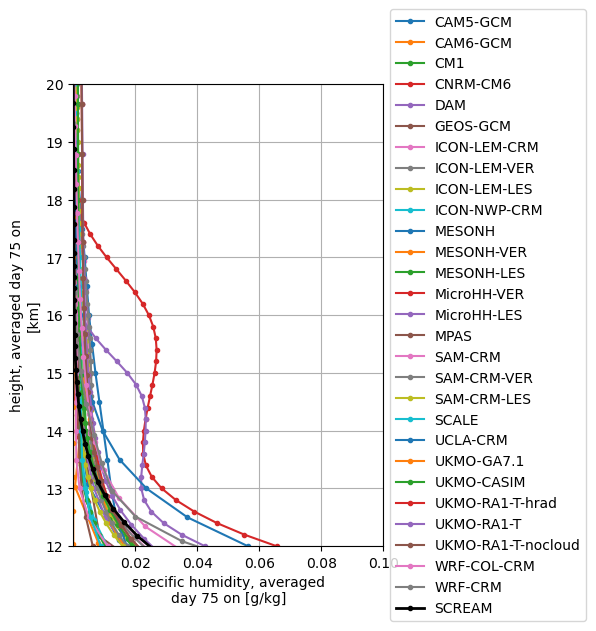 height, averaged day 75 on
[km]
20
19
18
17
16
15
14
13
12
0.02
0.04
0.06
0.08
0.10
specific humidity, averaged
day 75 on [g/kg]
CAM5-GCM
CAM6-GCM
CM1
CNRM-CM6
DAM
GEOS-GCM
ICON-LEM-CRM
ICON-LEM-VER
ICON-LEM-LES
ICON-NWP-CRM
MESONH
MESONH-VER
MESONH-LES
MicroHH-VER
MicroHH-LES
MPAS
SAM-CRM
SAM-CRM-VER
SAM-CRM-LES
SCALE
UCLA-CRM
UKMO-GA7.1
UKMO-CASIM
UKMO-RA1-T-hrad
UKMO-RA1-T
UKMO-RA1-T-nocloud
WRF-COL-CRM
WRF-CRM
SCREAM